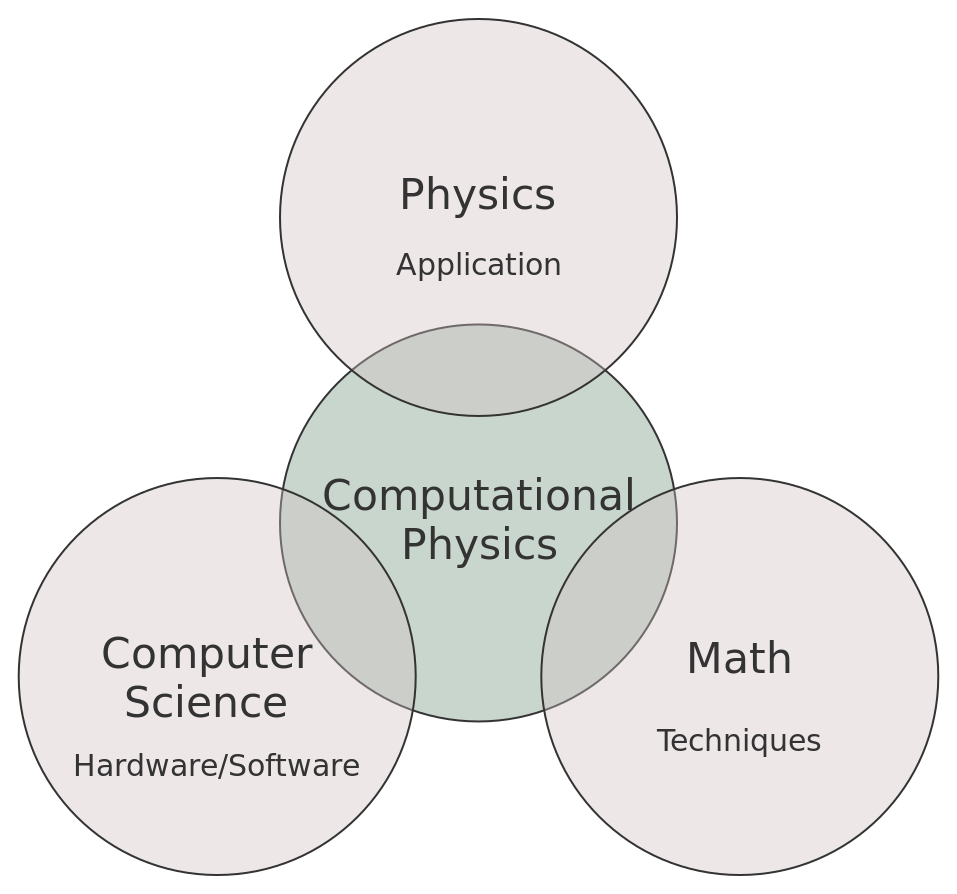 Physics
Application
Computational
Physics
Computer
Science
Hardware/Software
Math
Techniques